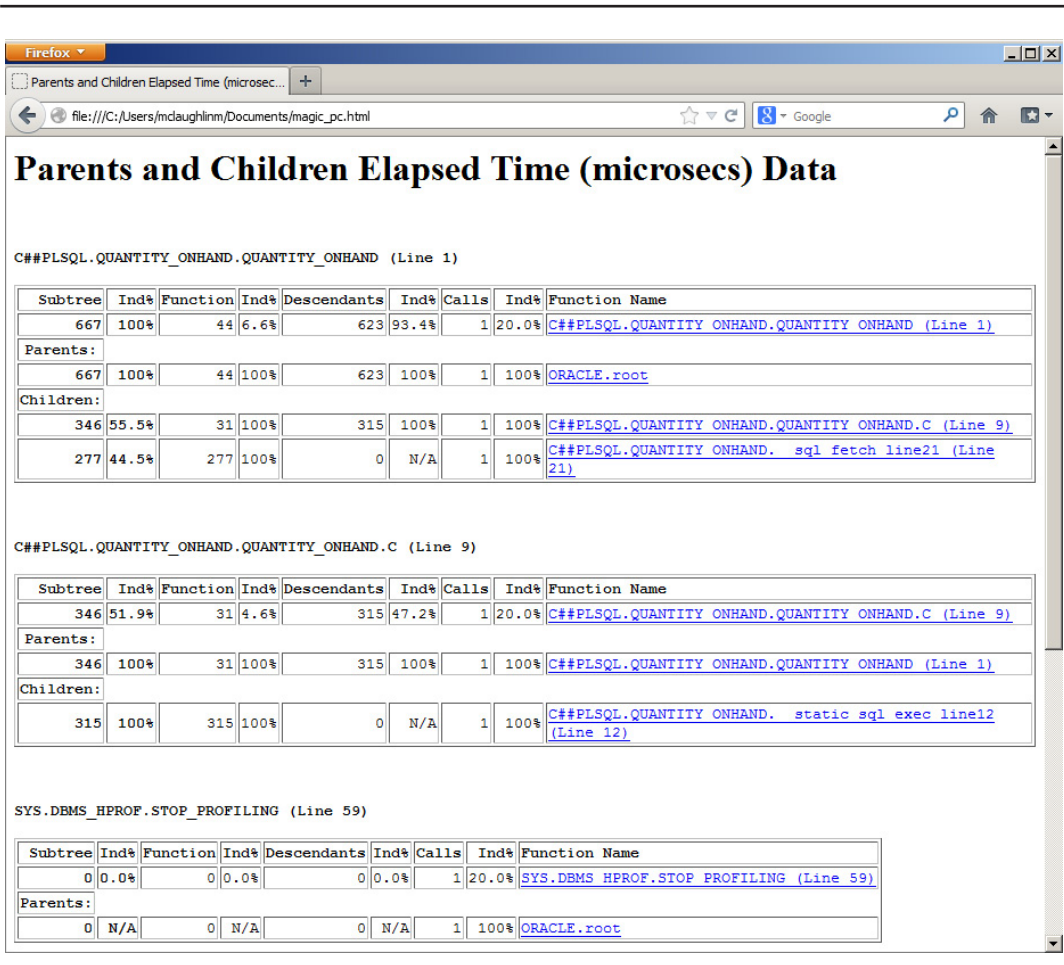 Firefox
Parents and Children Elapsed Time (microsec...
file:///C:/Users/mclaughlinm/Documents/magic_pc.html
Google
Parents and Children Elapsed Time (microsecs) Data
C##PLSQL.QUANTITY_ONHAND.QUANTITY_ONHAND (Line 1)
Subtree Ind% Function Ind% Descendants Ind% Calls Ind% Function Name
667 100% 44 6.6% 623 93.4% 1 20.0% C##PLSQL.QUANTITY_ONHAND.QUANTITY_ONHAND (Line 1)
Parents:
667 100% 44 100% 623 100% 1 100% ORACLE.root
Children:
346 55.5% 31 100% 315 100% 1 100% C##PLSQL.QUANTITY_ONHAND.QUANTITY_ONHAND.C (Line 9)
277 44.5% 277 100% 0 N/A 1 100% C##PLSQL.QUANTITY_ONHAND.__sql_fetch_line21 (Line
21)
C##PLSQL.QUANTITY_ONHAND.QUANTITY_ONHAND.C (Line 9)
Subtree Ind% Function Ind% Descendants Ind% Calls Ind% Function Name
346 51.9% 31 4.6% 315 47.2% 1 20.0% C##PLSQL.QUANTITY_ONHAND.QUANTITY_ONHAND.C (Line 9)
Parents:
346 100% 31 100% 315 100% 1 100% C##PLSQL.QUANTITY_ONHAND.QUANTITY_ONHAND (Line 1)
Children:
315 100% 315 100% 0 N/A 1 100% C##PLSQL.QUANTITY_ONHAND.__static_sql_exec_line12
(Line 12)
SYS.DBMS_HPROF.STOP_PROFILING (Line 59)
Subtree Ind% Function Ind% Descendants Ind% Calls Ind% Function Name
0 0.0% 0 0.0% 0 0.0% 1 20.0% SYS.DBMS_HPROF.STOP_PROFILING (Line 59)
Parents:
0 N/A 0 N/A 0 N/A 1 100% ORACLE.root